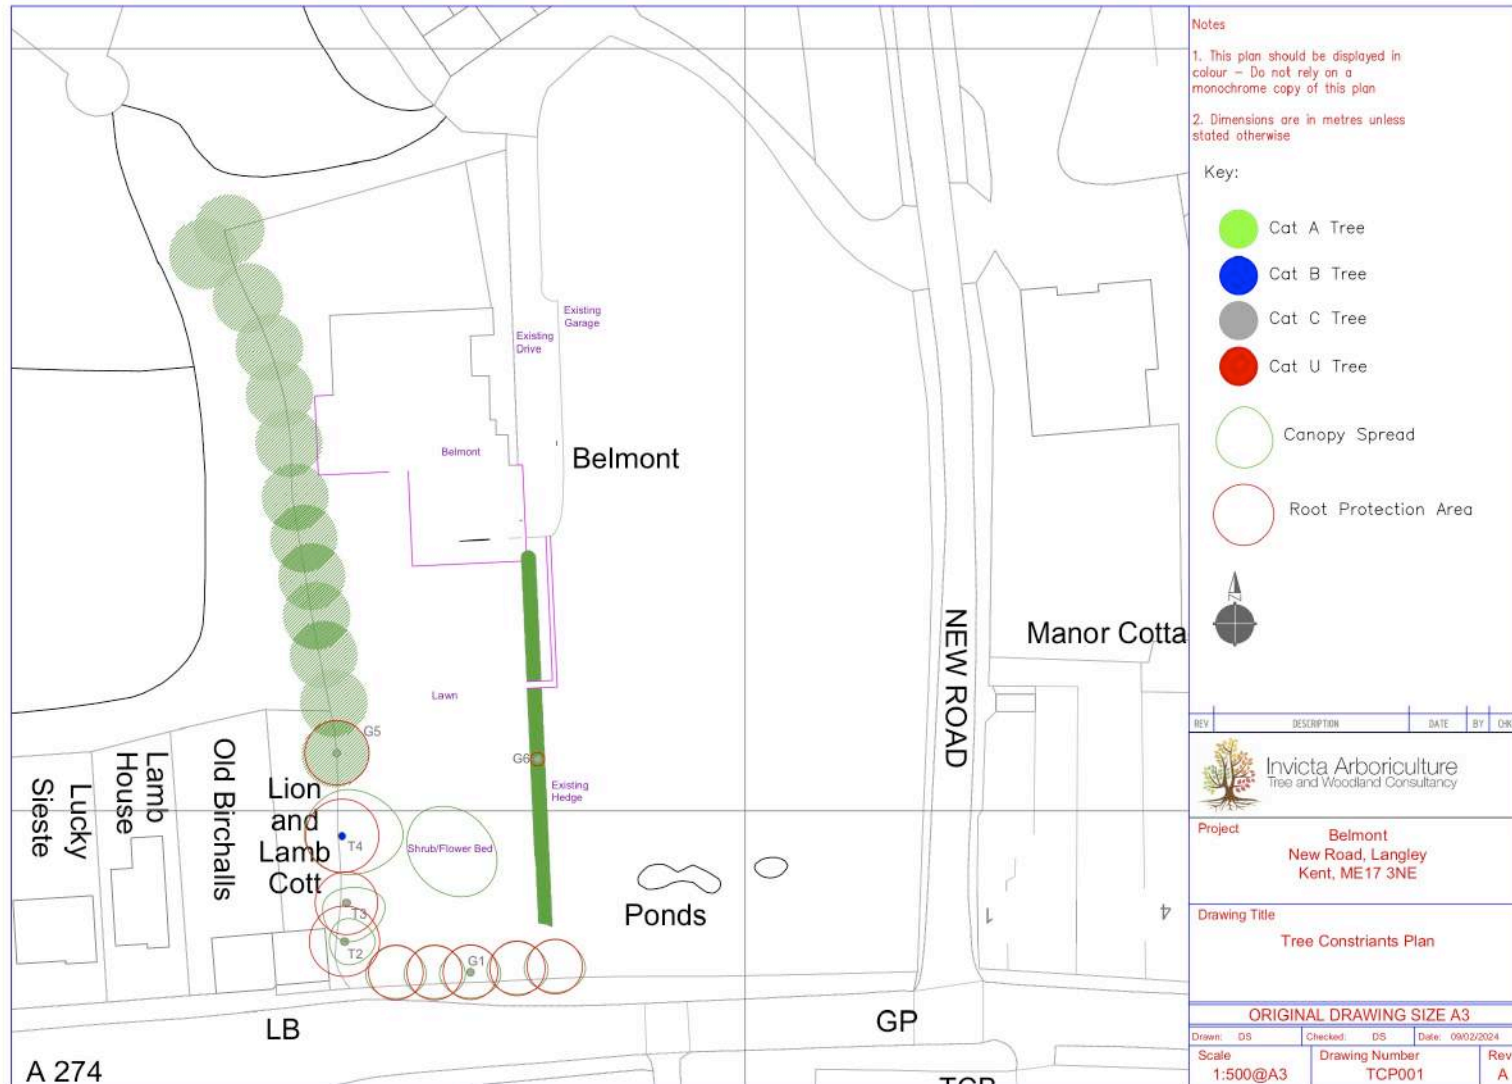 Notes
1. This plan should be displayed in
colour – Do not rely on a
monochrome copy of this plan
2. Dimensions are in metres unless
stated otherwise
Key:
Cat A Tree
Cat B Tree
Cat C Tree
Cat U Tree
Canopy Spread
Root Protection Area
N
Existing
Garage
Existing
Drive
Belmont
Belmont
NEW ROAD
Manor Cotta
Lawn
G5
G6
Existing
Hedge
Lucky
Sieste
Lamb
House
Old Birchalls
Lion
and
Lamb
Cott
T4
Shrub/Flower Bed
T3
T2
G1
Ponds
1
4
LB
GP
A 274
REV DESCRIPTION DATE BY CHK
Invicta Arboriculture
Tree and Woodland Consultancy
Project
Belmont
New Road, Langley
Kent, ME17 3NE
Drawing Title
Tree Constriants Plan
ORIGINAL DRAWING SIZE A3
Drawn: DS Checked: DS Date: 09/02/2024
Scale Drawing Number Rev
1:500@A3 TCP001 A